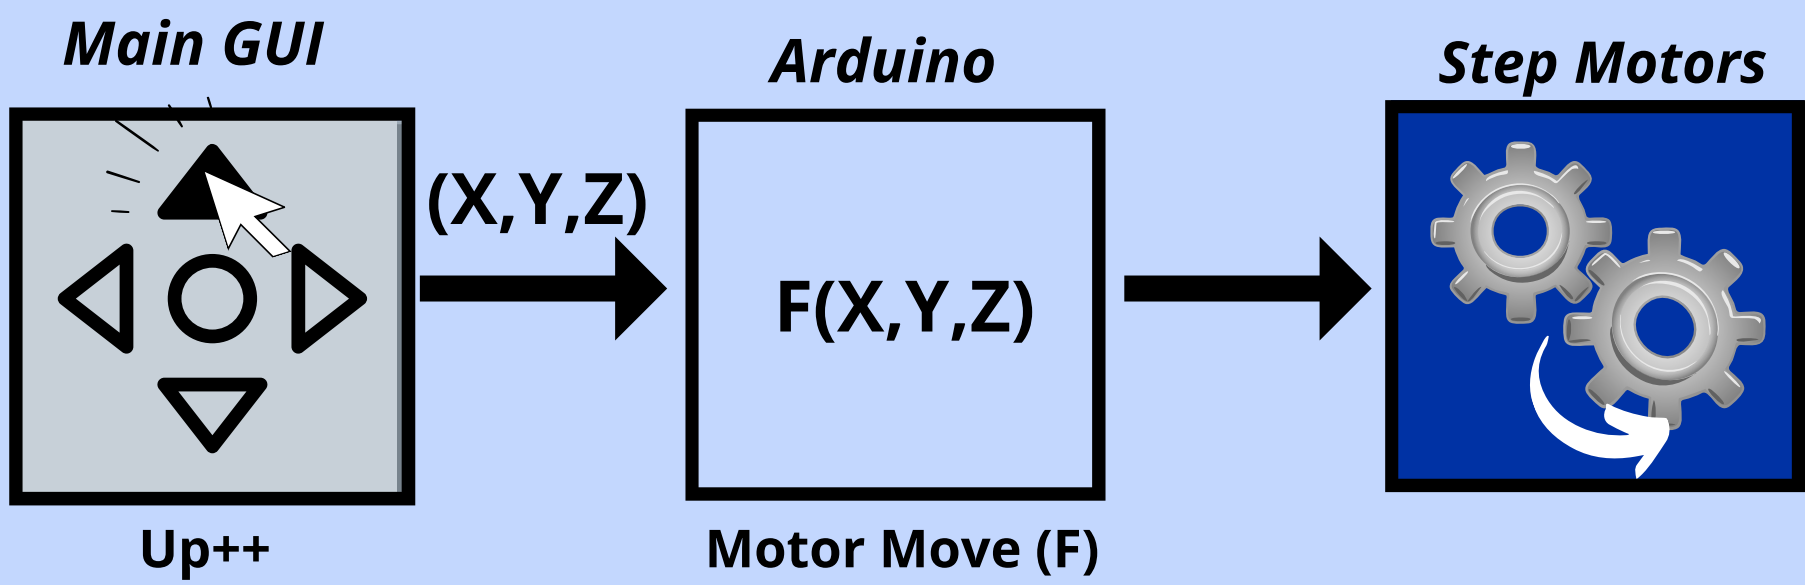 Main GUI
Arduino
Step Motors
(X,Y,Z)
F(X,Y,Z)
Up++
Motor Move (F)